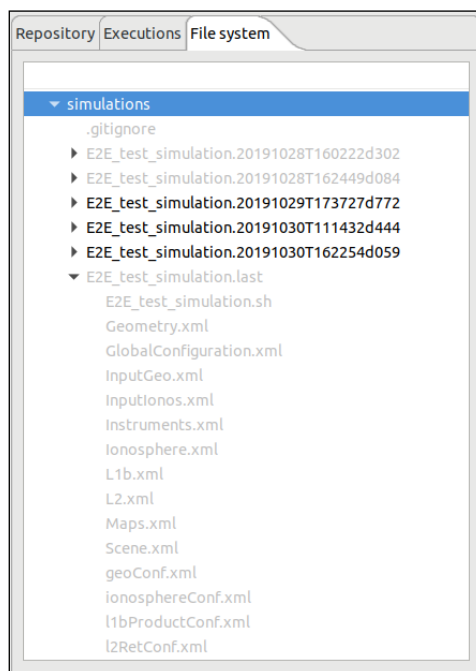 Repository Executions File system
simulations
.gitignore
E2E_test_simulation.20191028T160222d302
E2E_test_simulation.20191028T162449d084
E2E_test_simulation.20191029T173727d772
E2E_test_simulation.20191030T111432d444
E2E_test_simulation.20191030T162254d059
E2E_test_simulation.last
E2E_test_simulation.sh
Geometry.xml
GlobalConfiguration.xml
InputGeo.xml
InputIonos.xml
Instruments.xml
Ionosphere.xml
L1b.xml
L2.xml
Maps.xml
Scene.xml
geoConf.xml
ionosphereConf.xml
l1bProductConf.xml
l2RetConf.xml